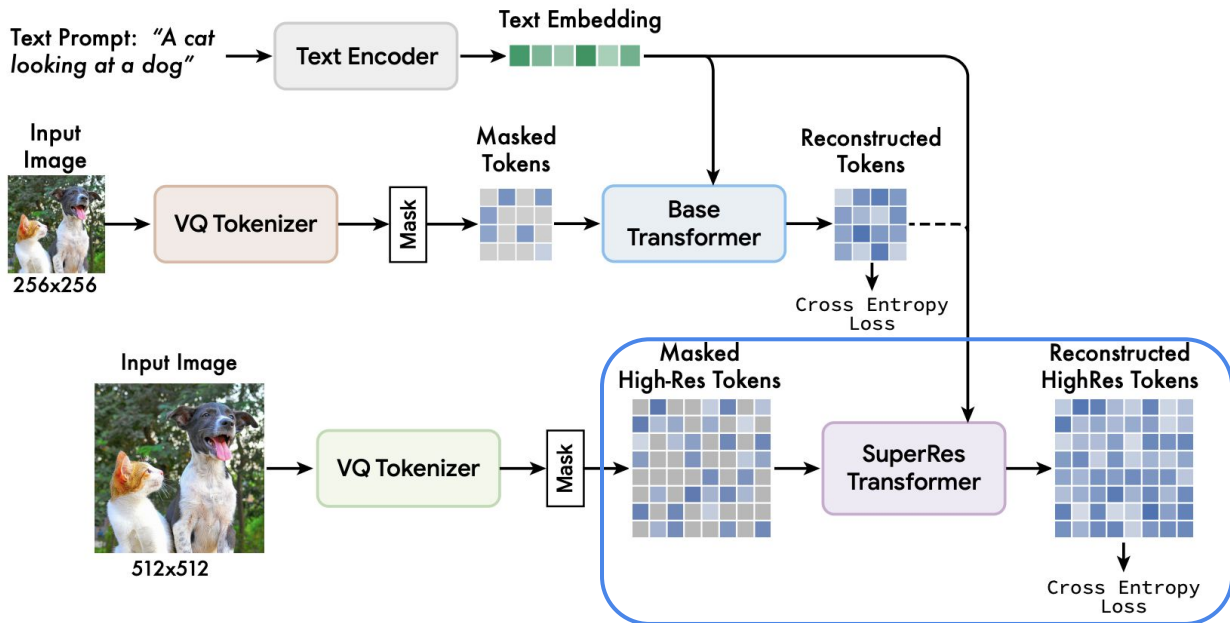 Text Prompt: "A cat
looking at a dog"
Text Encoder
Text Embedding
Input
Image
256x256
VQ Tokenizer
Mask
Masked
Tokens
Base
Transformer
Reconstructed
Tokens
Cross Entropy
Loss
Input Image
512x512
VQ Tokenizer
Mask
Masked
High-Res Tokens
SuperRes
Transformer
Reconstructed
HighRes Tokens
Cross Entropy
Loss